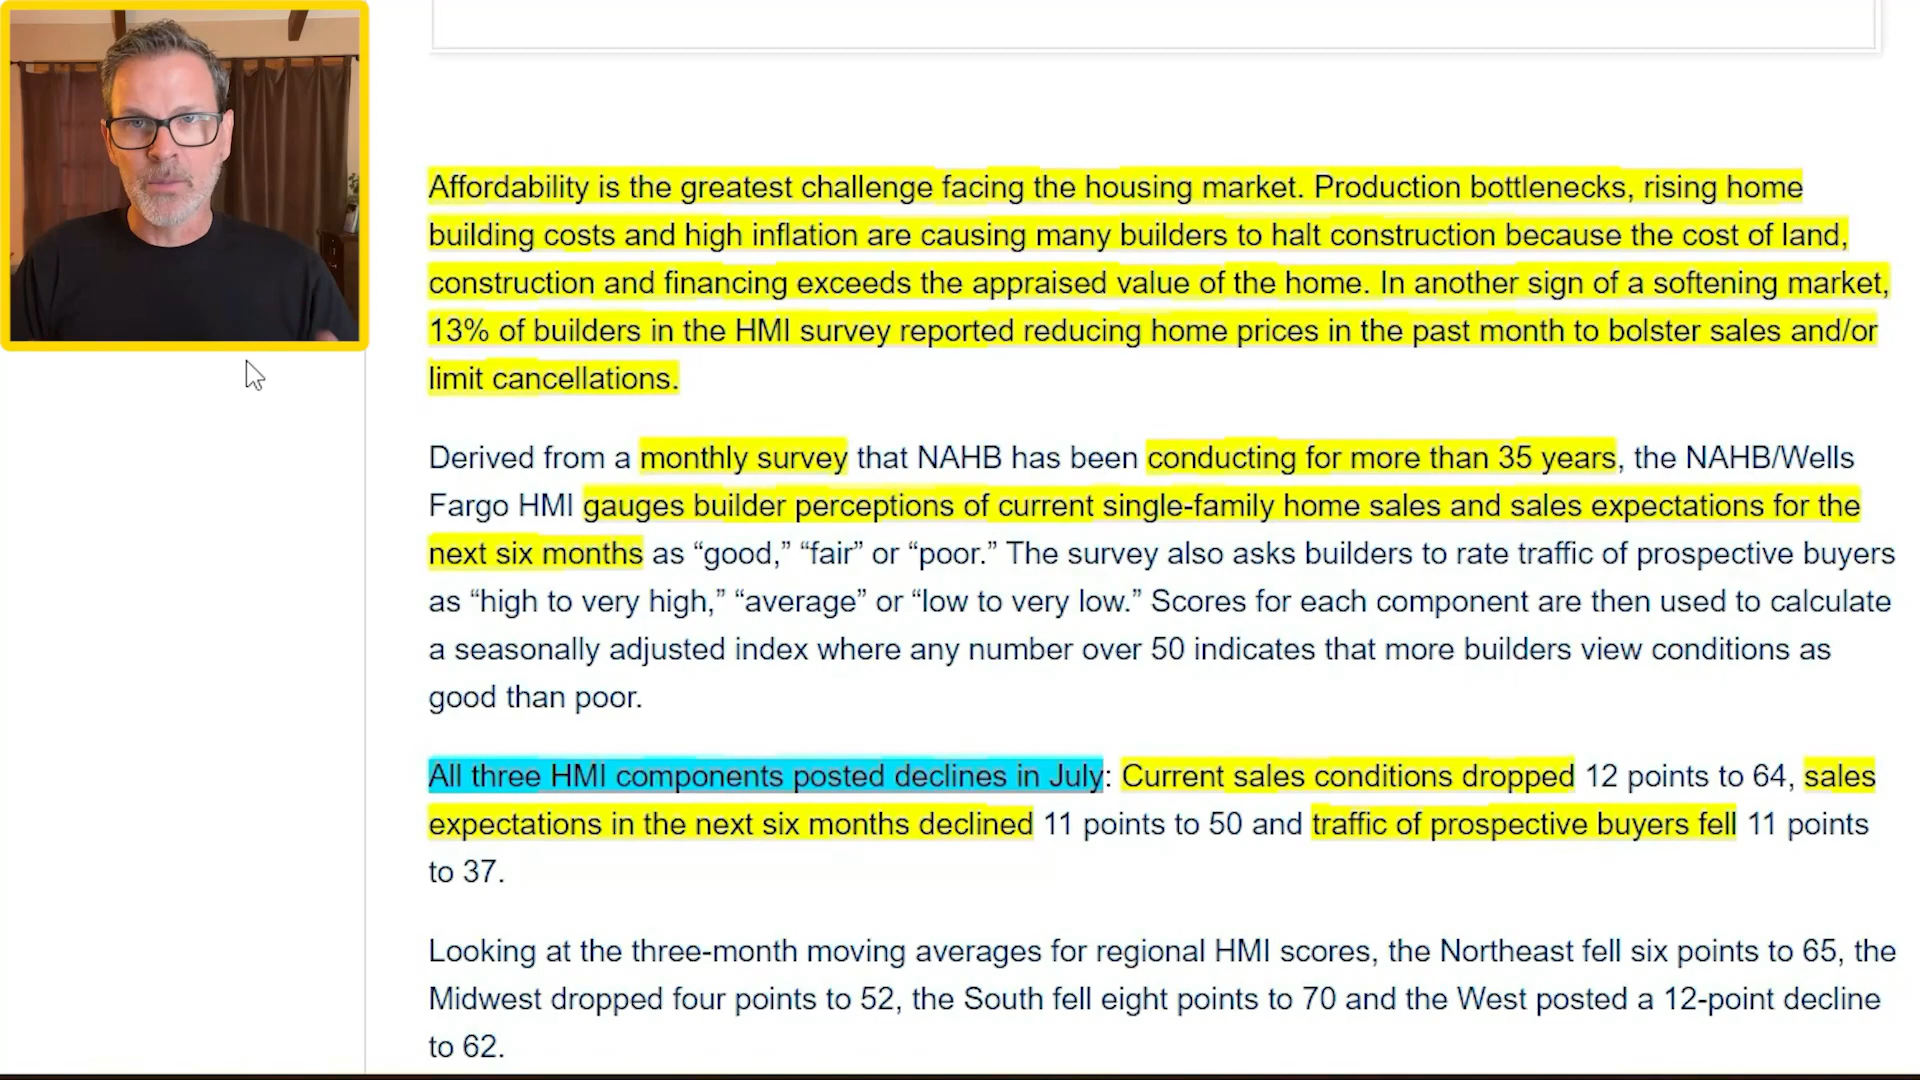 Affordability is the greatest challenge facing the housing market. Production bottlenecks, rising home
building costs and high inflation are causing many builders to halt construction because the cost of land,
construction and financing exceeds the appraised value of the home. In another sign of a softening market,
13% of builders in the HMI survey reported reducing home prices in the past month to bolster sales and/or
limit cancellations.
Derived from a monthly survey that NAHB has been conducting for more than 35 years, the NAHB/Wells
Fargo HMI gauges builder perceptions of current single-family home sales and sales expectations for the
next six months as “good,” “fair” or “poor.” The survey also asks builders to rate traffic of prospective buyers
as “high to very high,” “average” or “low to very low.” Scores for each component are then used to calculate
a seasonally adjusted index where any number over 50 indicates that more builders view conditions as
good than poor.
All three HMI components posted declines in July: Current sales conditions dropped 12 points to 64, sales
expectations in the next six months declined 11 points to 50 and traffic of prospective buyers fell 11 points
to 37.
Looking at the three-month moving averages for regional HMI scores, the Northeast fell six points to 65, the
Midwest dropped four points to 52, the South fell eight points to 70 and the West posted a 12-point decline
to 62.